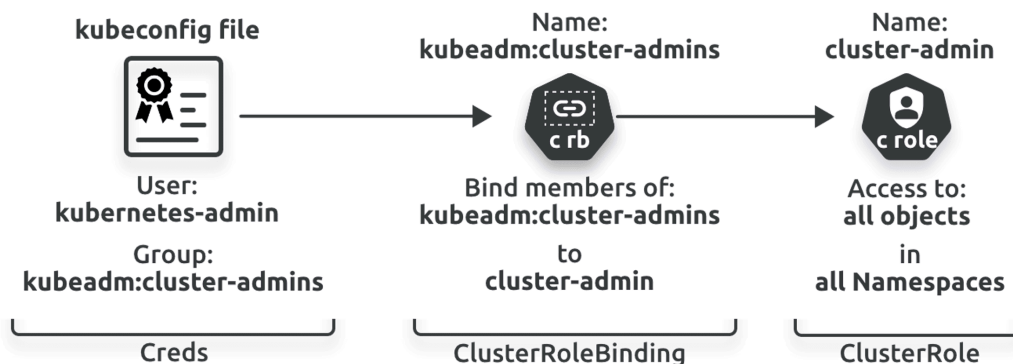 kubeconfig file
User:
kubernetes-admin
Group:
kubeadm:cluster-admins
Creds
Name:
kubeadm:cluster-admins
c rb
Bind members of:
kubeadm:cluster-admins
to
cluster-admin
ClusterRoleBinding
Name:
cluster-admin
c role
Access to:
all objects
in
all Namespaces
ClusterRole